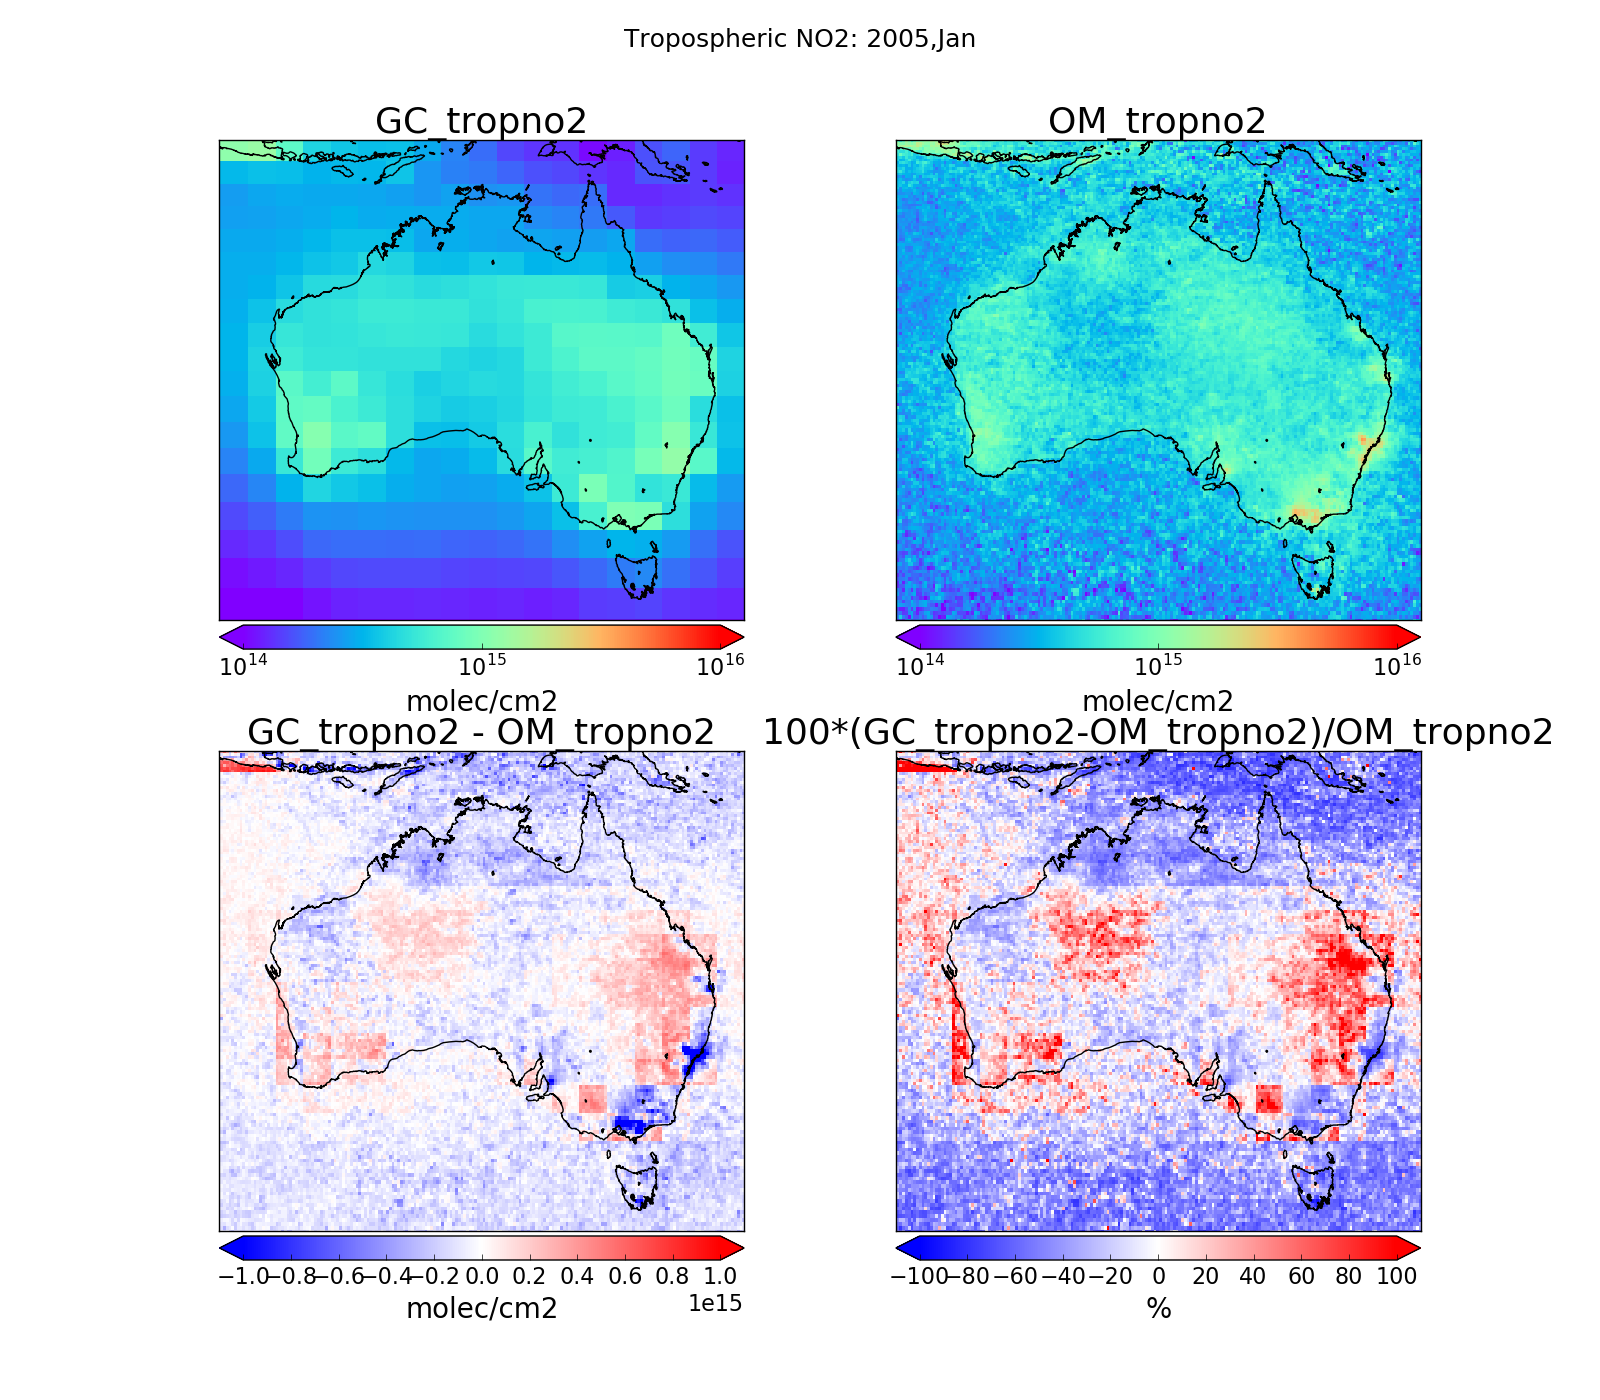 Tropospheric NO2: 2005,Jan
GC_tropno2
OM_tropno2
10^14 10^15 10^16
molec/cm2
10^14 10^15 10^16
molec/cm2
GC_tropno2 - OM_tropno2
100*(GC_tropno2-OM_tropno2)/OM_tropno2
−1.0 −0.8 −0.6 −0.4 −0.2 0.0 0.2 0.4 0.6 0.8 1.0
molec/cm2
1e15
−100 −80 −60 −40 −20 0 20 40 60 80 100
%